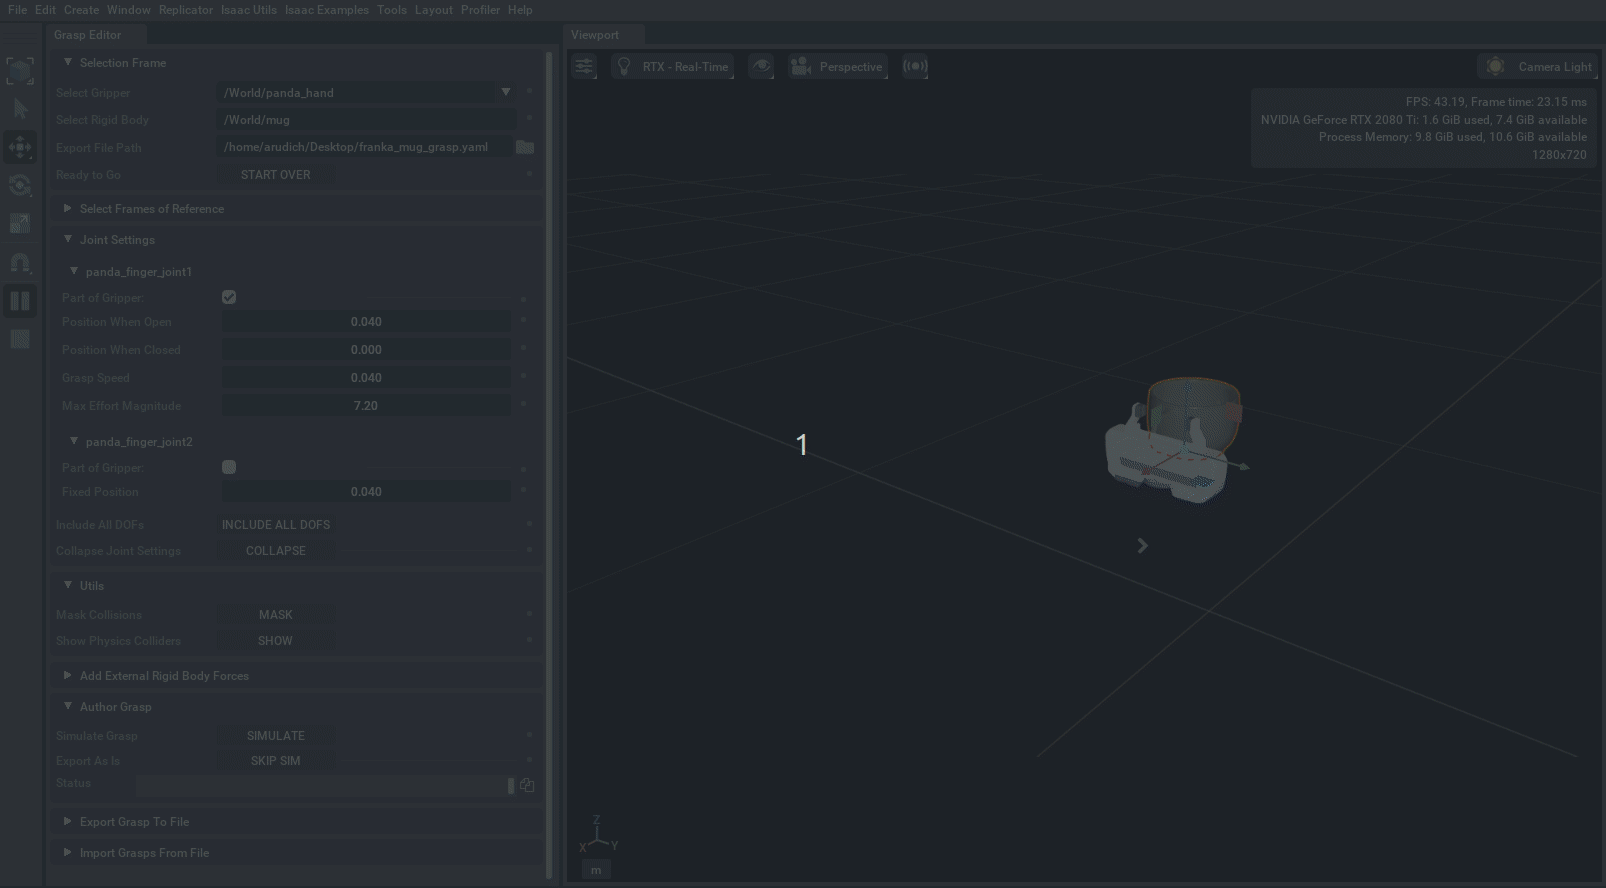 File Edit Create Window Replicator Isaac Utils Isaac Examples Tools Layout Profiler Help
Grasp Editor
Viewport
Selection Frame
Select Gripper /World/panda_hand
Select Rigid Body /World/mug
Export File Path /home/arudich/Desktop/franka_mug_grasp.yaml
Ready to Go START OVER
Select Frames of Reference
Joint Settings
panda_finger_joint1
Part of Gripper:
Position When Open 0.040
Position When Closed 0.000
Grasp Speed 0.040
Max Effort Magnitude 7.20
panda_finger_joint2
Part of Gripper:
Fixed Position 0.040
Include All DOFs INCLUDE ALL DOFS
Collapse Joint Settings COLLAPSE
Utils
Mask Collisions MASK
Show Physics Colliders SHOW
Add External Rigid Body Forces
Author Grasp
Simulate Grasp SIMULATE
Export As Is SKIP SIM
Status
Export Grasp To File
Import Grasps From File
RTX - Real-Time
Perspective
Camera Light
FPS: 43.19, Frame time: 23.15 ms
NVIDIA GeForce RTX 2080 Ti: 1.6 GiB used, 7.4 GiB available
Process Memory: 9.8 GiB used, 10.6 GiB available
1280x720
1
Z
X Y
m